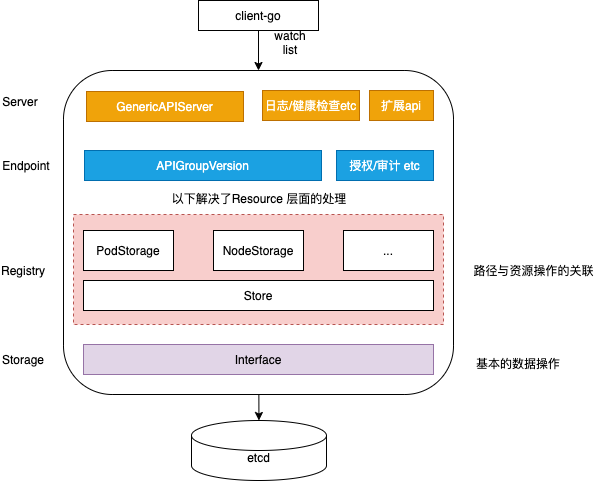 client-go
watch
list
Server
GenericAPIServer
日志/健康检查etc
扩展api
Endpoint
APIGroupVersion
授权/审计 etc
以下解决了Resource 层面的处理
PodStorage
NodeStorage
...
Registry
路径与资源操作的关联
Store
Storage
Interface
基本的数据操作
etcd